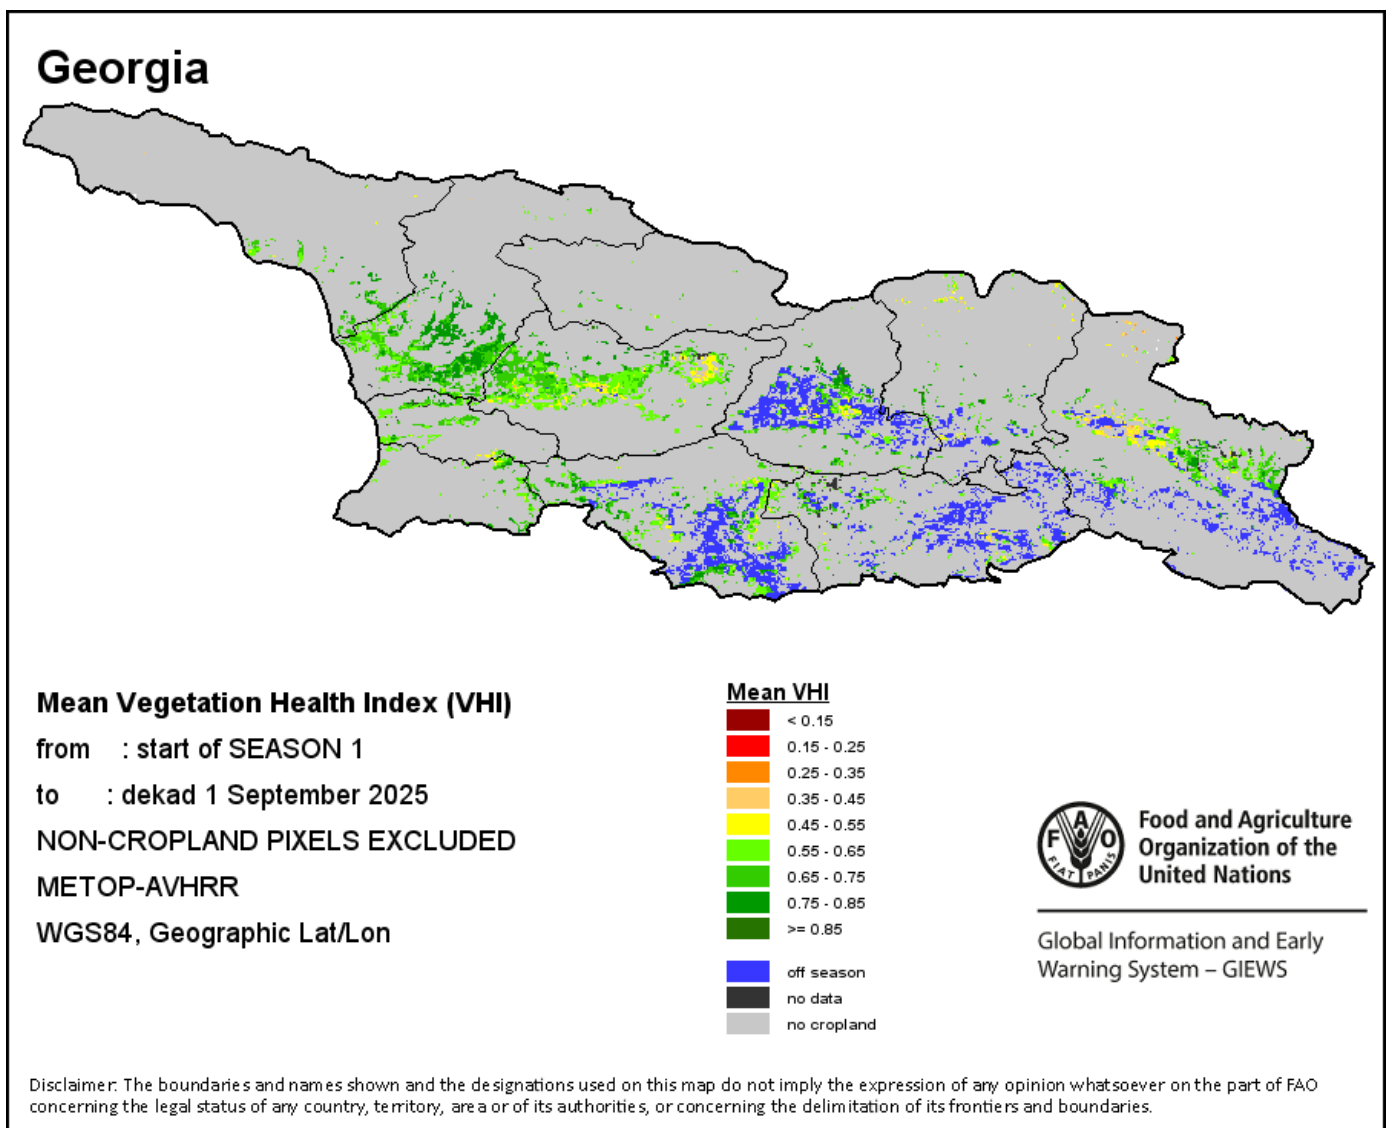 Georgia
Mean Vegetation Health Index (VHI)
from : start of SEASON 1
to : dekad 1 September 2025
NON-CROPLAND PIXELS EXCLUDED
METOP-AVHRR
WGS84, Geographic Lat/Lon
Mean VHI
< 0.15
0.15 - 0.25
0.25 - 0.35
0.35 - 0.45
0.45 - 0.55
0.55 - 0.65
0.65 - 0.75
0.75 - 0.85
>= 0.85
off season
no data
no cropland
F A O
FIAT PANIS
Food and Agriculture
Organization of the
United Nations
Global Information and Early
Warning System – GIEWS
Disclaimer: The boundaries and names shown and the designations used on this map do not imply the expression of any opinion whatsoever on the part of FAO
concerning the legal status of any country, territory, area or of its authorities, or concerning the delimitation of its frontiers and boundaries.